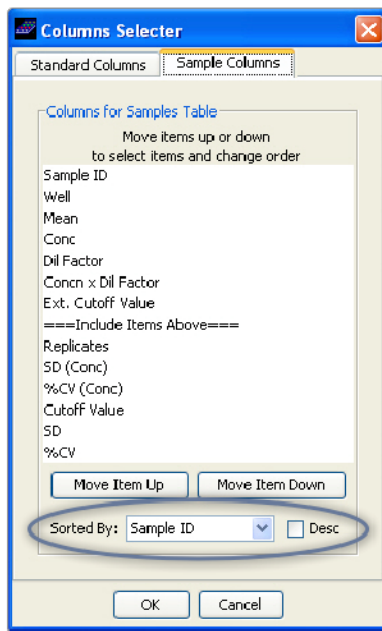 Columns Selecter
Standard Columns Sample Columns
Columns for Samples Table
Move items up or down
to select items and change order
Sample ID
Well
Mean
Conc
Dil Factor
Concn x Dil Factor
Ext. Cutoff Value
===Include Items Above===
Replicates
SD (Conc)
%CV (Conc)
Cutoff Value
SD
%CV
Move Item Up Move Item Down
Sorted By: Sample ID Desc
OK Cancel